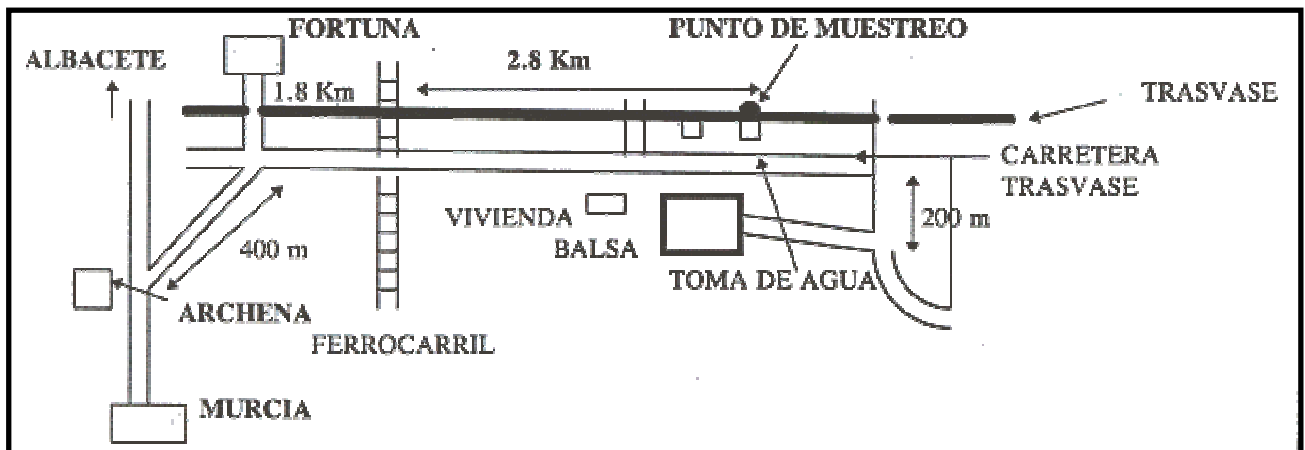 FORTUNA
PUNTO DE MUESTREO
ALBACETE
2.8 Km
1.8 Km
TRASVASE
CARRETERA
TRASVASE
VIVIENDA
200 m
BALSA
400 m
TOMA DE AGUA
ARCHENA
FERROCARRIL
MURCIA